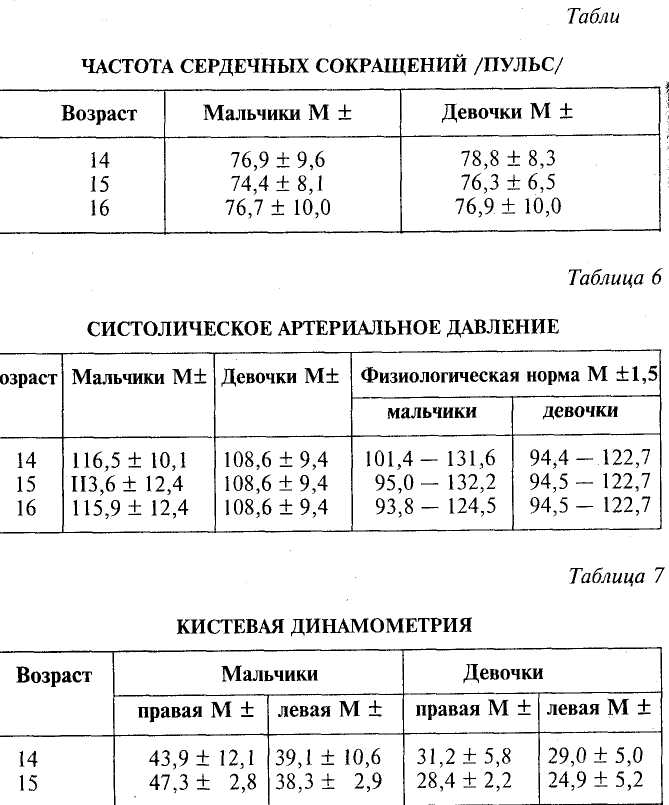 Табли
ЧАСТОТА СЕРДЕЧНЫХ СОКРАЩЕНИЙ /ПУЛЬС/
Возраст Мальчики М ± Девочки М ±
14 76,9 ± 9,6 78,8 ± 8,3
15 74,4 ± 8,1 76,3 ± 6,5
16 76,7 ± 10,0 76,9 ± 10,0
Таблица 6
СИСТОЛИЧЕСКОЕ АРТЕРИАЛЬНОЕ ДАВЛЕНИЕ
озраст Мальчики М± Девочки М± Физиологическая норма М ±1,5
мальчики девочки
14 116,5 ± 10,1 108,6 ± 9,4 101,4 — 131,6 94,4 — 122,7
15 II3,6 ± 12,4 108,6 ± 9,4 95,0 — 132,2 94,5 — 122,7
16 115,9 ± 12,4 108,6 ± 9,4 93,8 — 124,5 94,5 — 122,7
Таблица 7
КИСТЕВАЯ ДИНАМОМЕТРИЯ
Возраст Мальчики Девочки
правая М ± левая М ± правая М ± левая М ±
14 43,9 ± 12,1 39,1 ± 10,6 31,2 ± 5,8 29,0 ± 5,0
15 47,3 ± 2,8 38,3 ± 2,9 28,4 ± 2,2 24,9 ± 5,2